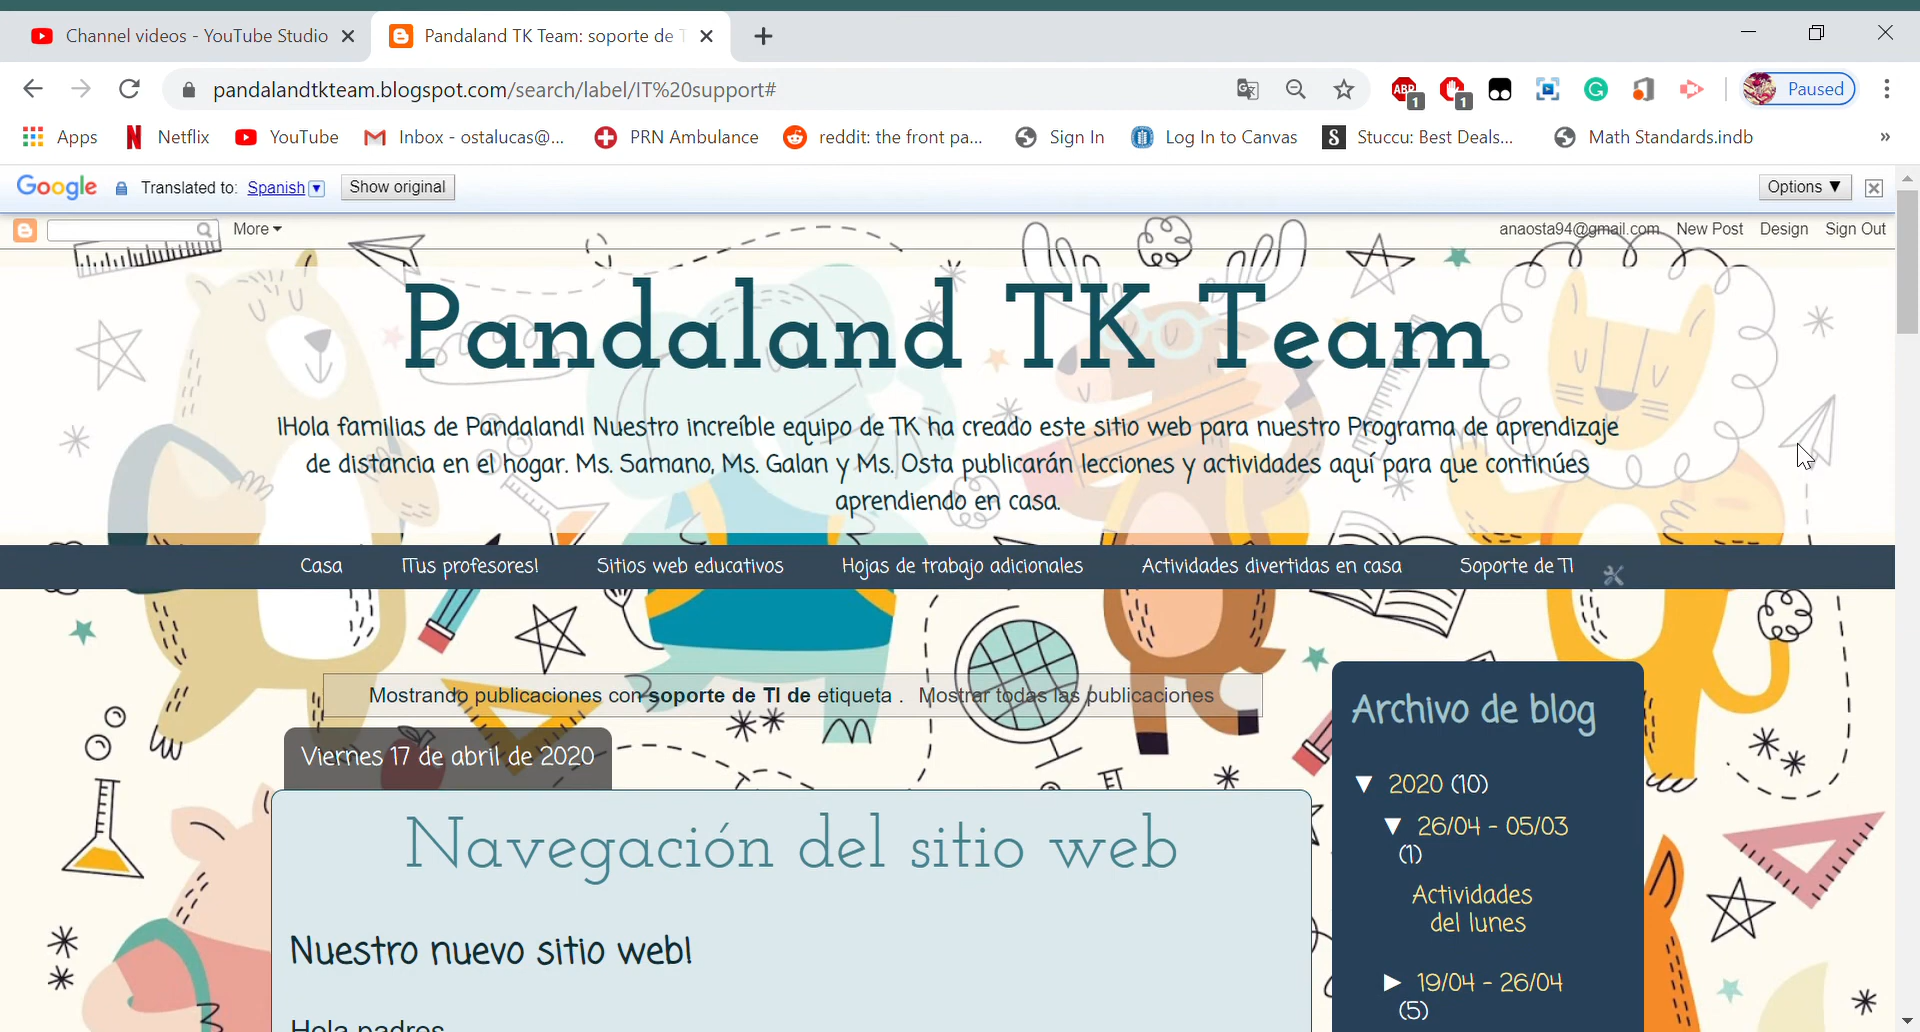 Channel videos - YouTube Studio
Pandaland TK Team: soporte de T
pandalandtkteam.blogspot.com/search/label/IT%20support#
ABP 1 1
Paused
Apps
Netflix
YouTube
Inbox - ostalucas@...
PRN Ambulance
reddit: the front pa...
Sign In
Log In to Canvas
S Stuccu: Best Deals...
Math Standards.indb
»
Google
Translated to: Spanish
Show original
Options ▼
More
anaosta94@gmail.com
New Post
Design
Sign Out
Pandaland TK Team
¡Hola familias de Pandaland! Nuestro increíble equipo de TK ha creado este sitio web para nuestro Programa de aprendizaje
de distancia en el hogar. Ms. Samano, Ms. Galan y Ms. Osta publicarán lecciones y actividades aquí para que continúes
aprendiendo en casa.
Casa
¡Tus profesores!
Sitios web educativos
Hojas de trabajo adicionales
Actividades divertidas en casa
Soporte de TI
Mostrando publicaciones con soporte de TI de etiqueta . Mostrar todas las publicaciones
Viernes 17 de abril de 2020
Navegación del sitio web
Nuestro nuevo sitio web!
Hola padres
Archivo de blog
▼ 2020 (10)
▼ 26/04 - 05/03
(1)
Actividades
del lunes
► 19/04 - 26/04
(5)